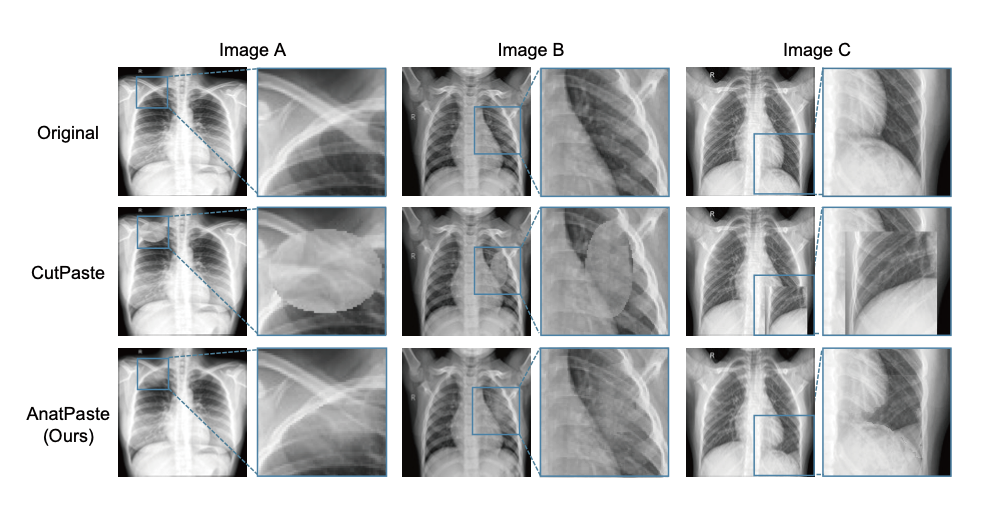 Image A
Image B
Image C
Original
R
CutPaste
R
AnatPaste
(Ours)
R